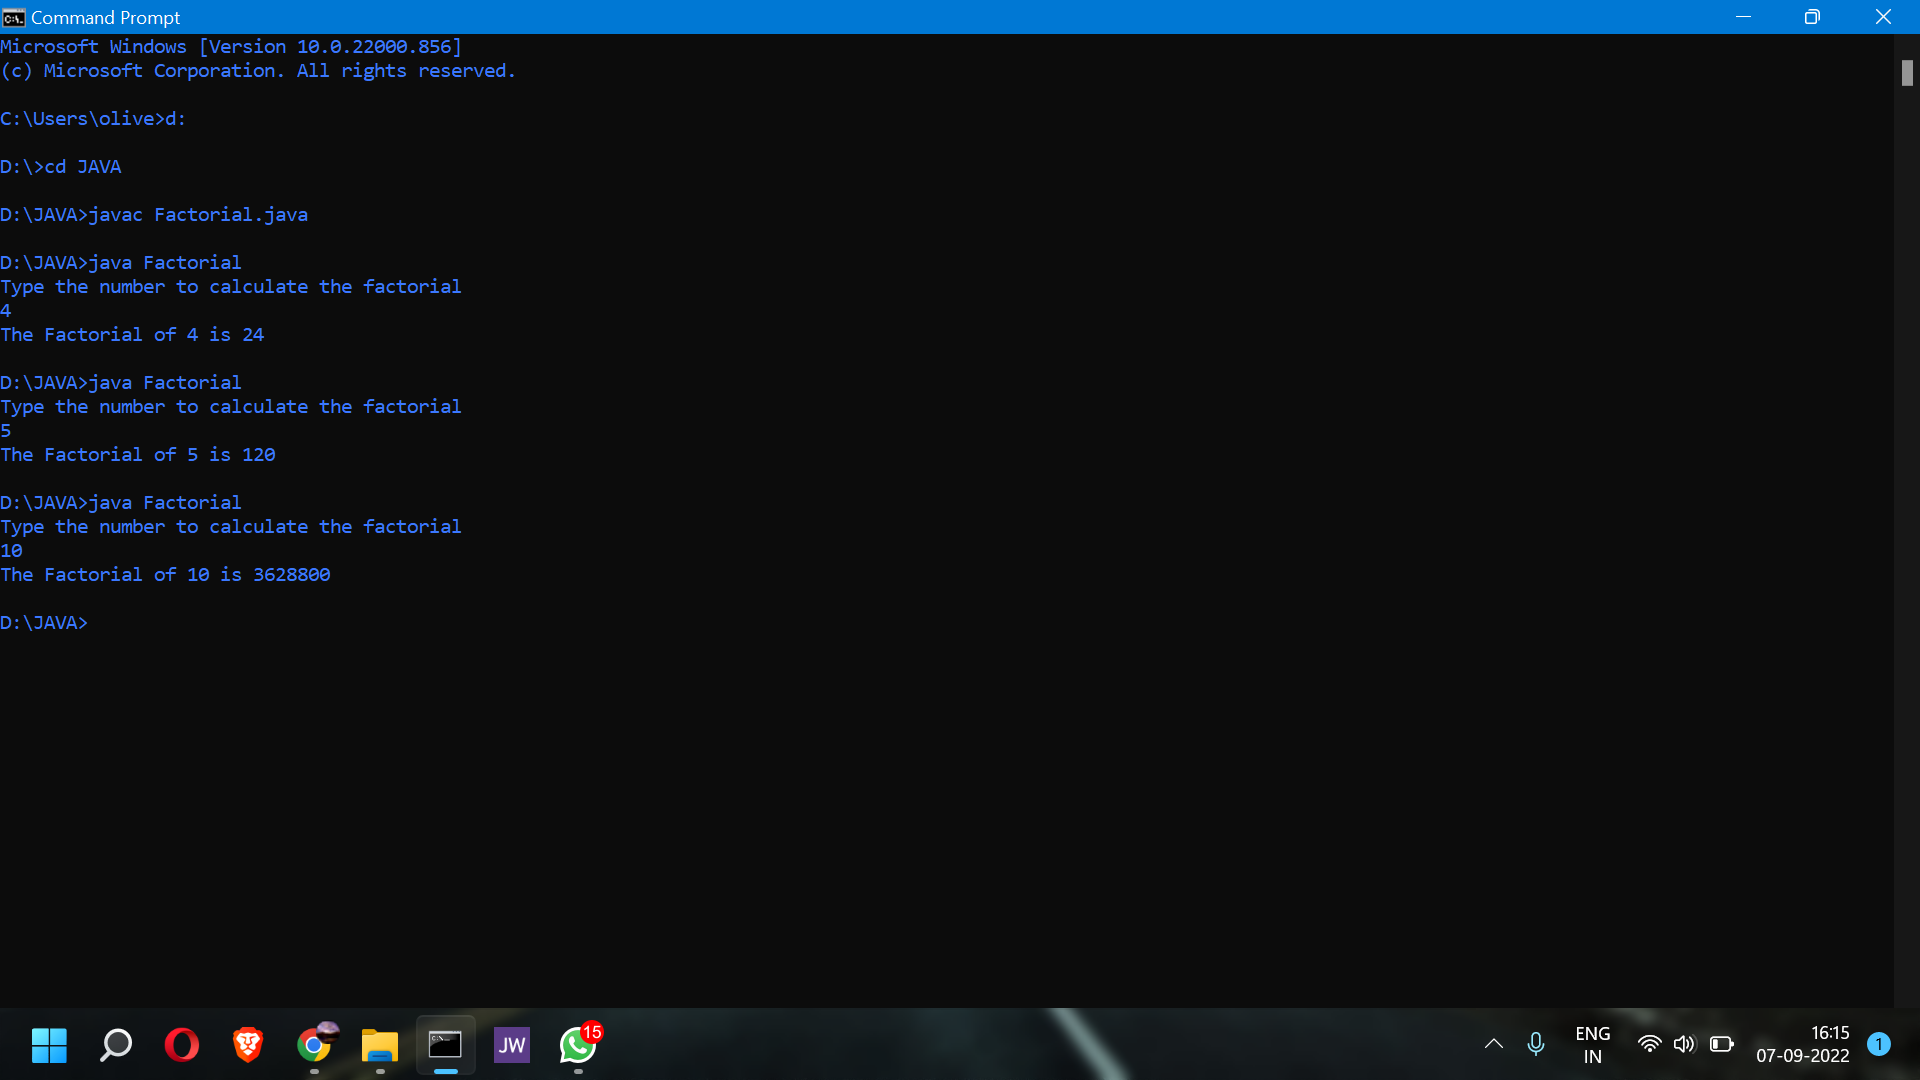 Command Prompt
Microsoft Windows [Version 10.0.22000.856]
(c) Microsoft Corporation. All rights reserved.
C:\Users\olive>d:
D:\>cd JAVA
D:\JAVA>javac Factorial.java
D:\JAVA>java Factorial
Type the number to calculate the factorial
4
The Factorial of 4 is 24
D:\JAVA>java Factorial
Type the number to calculate the factorial
5
The Factorial of 5 is 120
D:\JAVA>java Factorial
Type the number to calculate the factorial
10
The Factorial of 10 is 3628800
D:\JAVA>
JW
15
ENG
IN
16:15
07-09-2022
1